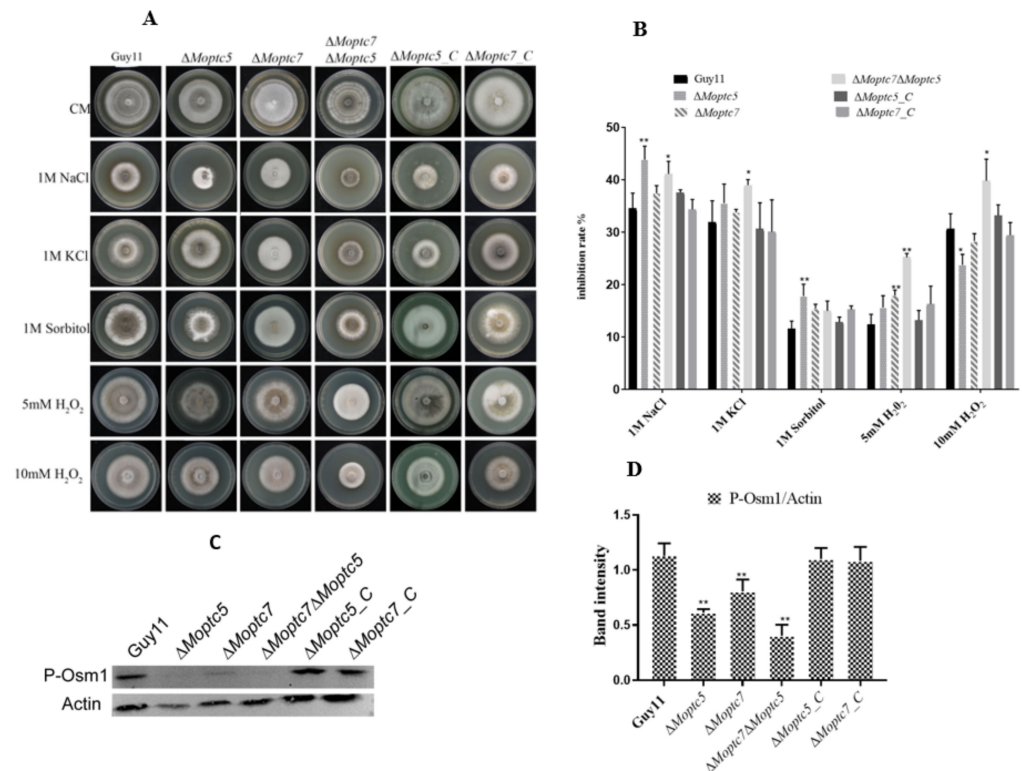 A
Guy11 ΔMoptc5 ΔMoptc7 ΔMoptc7 ΔMoptc5 ΔMoptc5_C ΔMoptc7_C
CM
1M NaCl
1M KCl
1M Sorbitol
5mM H₂O₂
10mM H₂O₂
B
Guy11
ΔMoptc5
ΔMoptc7
ΔMoptc7ΔMoptc5
ΔMoptc5_C
ΔMoptc7_C
inhibition rate %
50
40
30
20
10
0
** * * ** ** ** * *
1M NaCl 1M KCl 1M Sorbitol 5mM H₂O₂ 10mM H₂O₂
C
Guy11 ΔMoptc5 ΔMoptc7 ΔMoptc7ΔMoptc5 ΔMoptc5_C ΔMoptc7_C
P-Osm1
Actin
D
P-Osm1/Actin
Band intensity
1.5
1.0
0.5
0.0
** ** **
Guy11 ΔMoptc5 ΔMoptc7 ΔMoptc7ΔMoptc5 ΔMoptc5_C ΔMoptc7_C